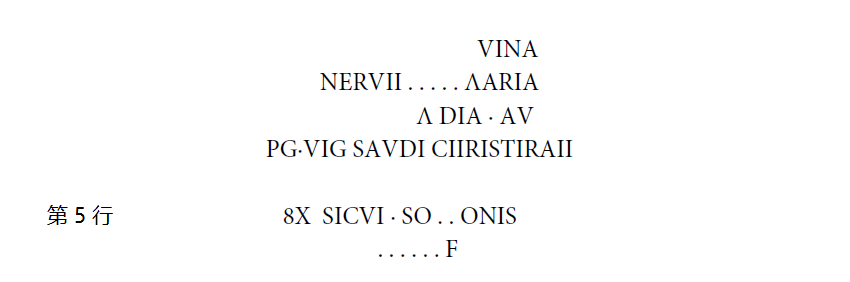 VINA
NERVII . . . . . ΛARIA
Λ DIA · AV
PG·VIG SAVDI CIIRISTIRAII
第 5 行 8X SICVI · SO . . ONIS
. . . . . . F